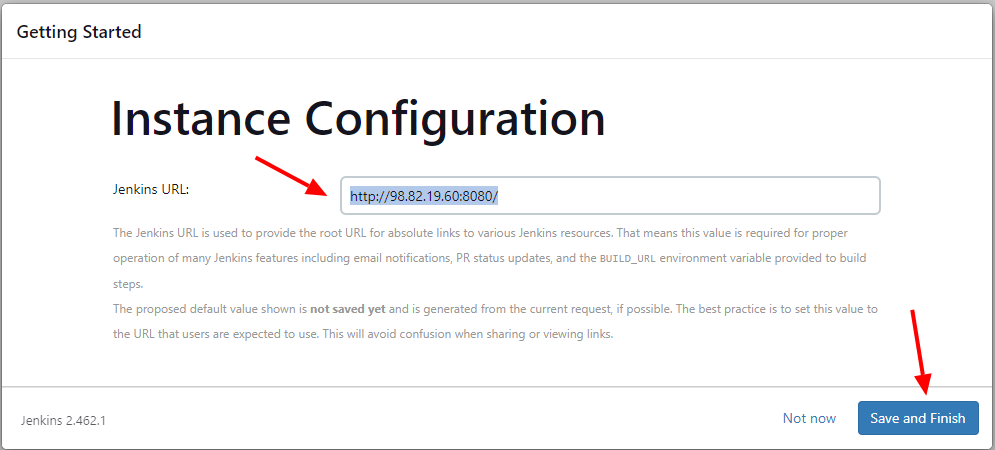 Getting Started
Instance Configuration
Jenkins URL:
http://98.82.19.60:8080/
The Jenkins URL is used to provide the root URL for absolute links to various Jenkins resources. That means this value is required for proper
operation of many Jenkins features including email notifications, PR status updates, and the BUILD_URL environment variable provided to build
steps.
The proposed default value shown is not saved yet and is generated from the current request, if possible. The best practice is to set this value to
the URL that users are expected to use. This will avoid confusion when sharing or viewing links.
Jenkins 2.462.1
Not now
Save and Finish